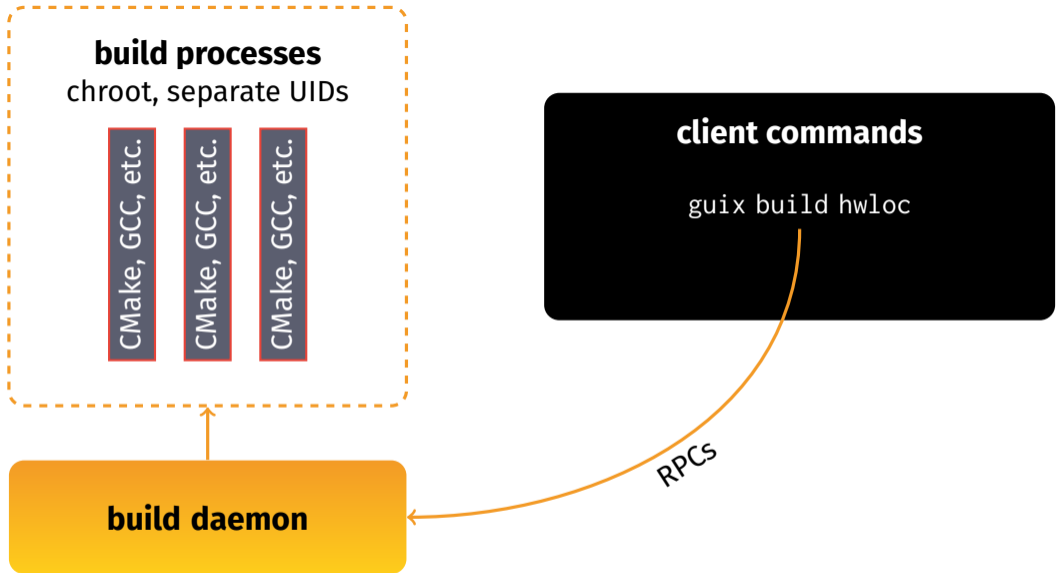 build processes
chroot, separate UIDs
CMake, GCC, etc.
CMake, GCC, etc.
CMake, GCC, etc.
client commands
guix build hwloc
RPCs
build daemon